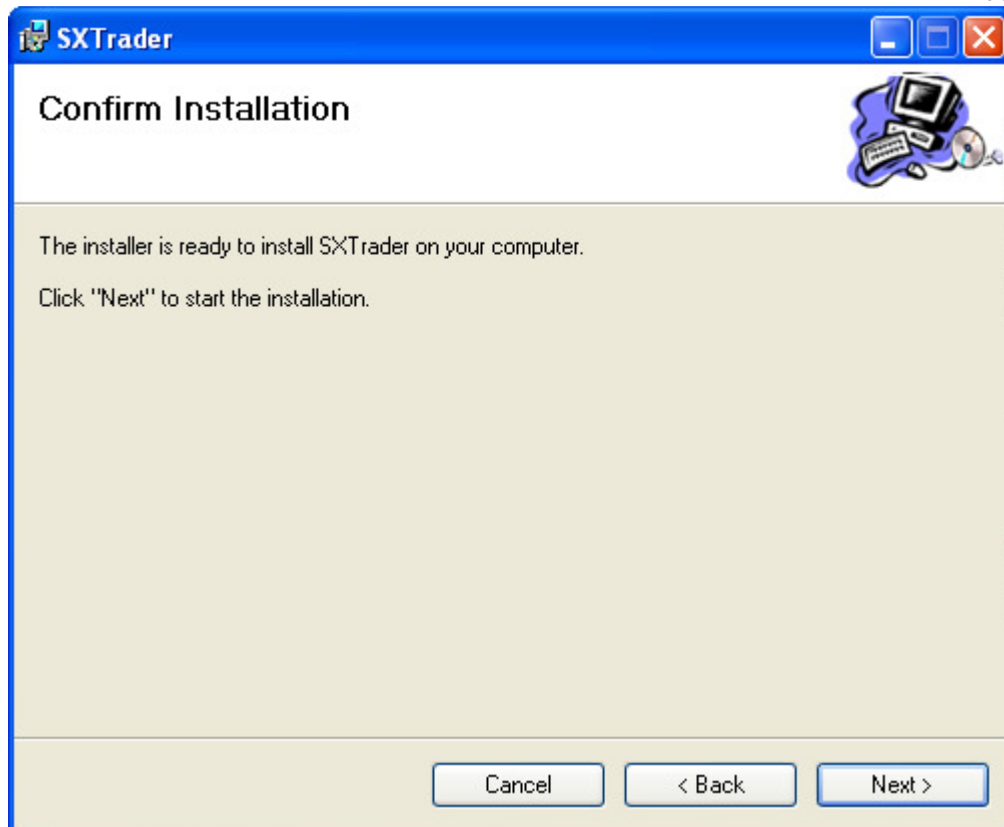 SXTrader
Confirm Installation
The installer is ready to install SXTrader on your computer.
Click "Next" to start the installation.
Cancel
< Back
Next >